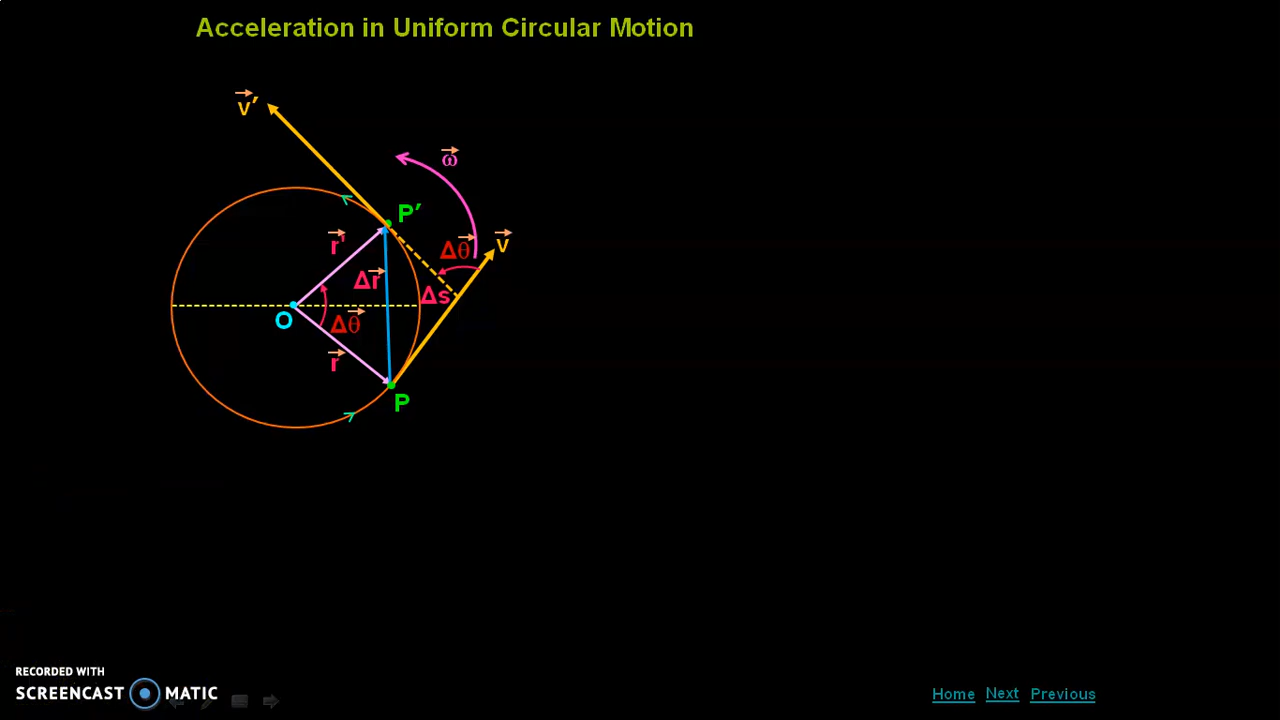 Acceleration in Uniform Circular Motion
v⃗′
ω⃗
P′
r⃗'
Δθ⃗
v⃗
Δr⃗
Δs
O
Δθ⃗
r⃗
P
RECORDED WITH
SCREENCAST MATIC
Home Next Previous